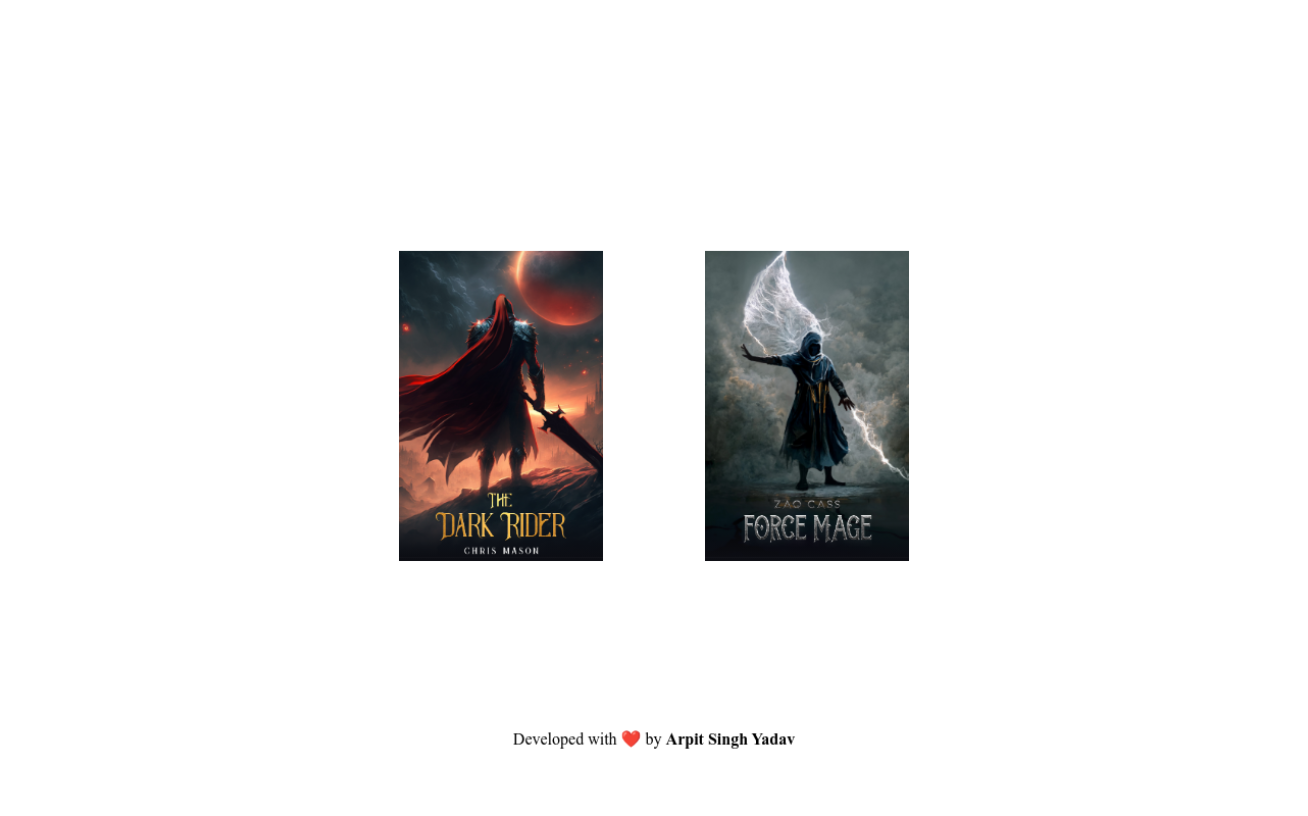 THE
DARK RIDER
CHRIS MASON
ZAO CASS
FORCE MAGE
Developed with ❤️ by Arpit Singh Yadav